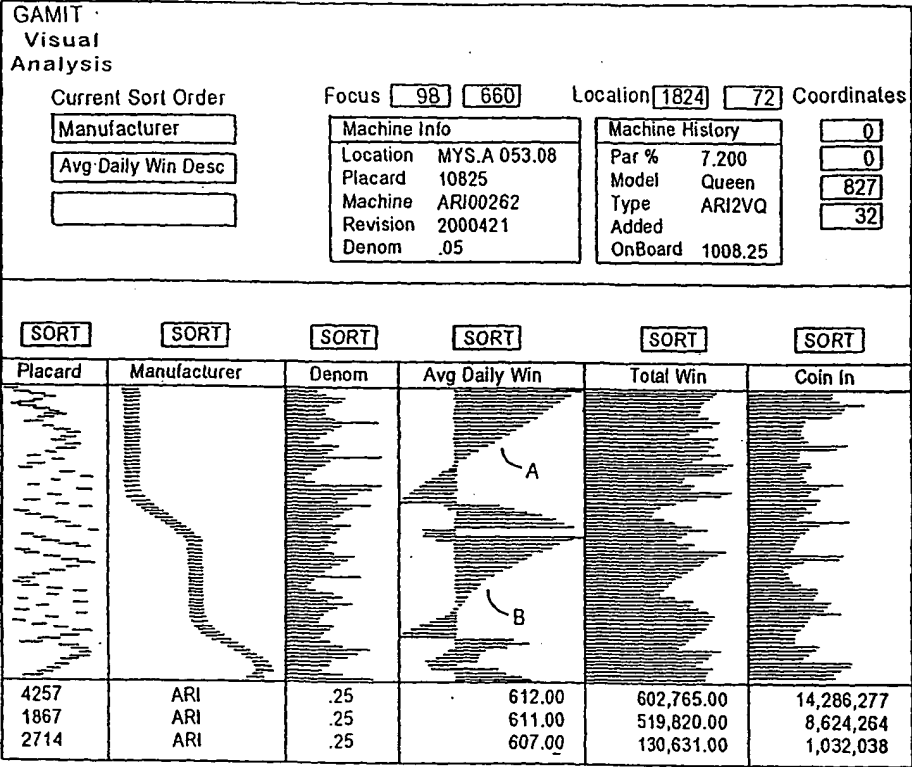 GAMIT
Visual
Analysis
Current Sort Order
Manufacturer
Avg Daily Win Desc
Focus 98 660
Location 1824 72
Coordinates
0
0
827
32
Machine Info
Location MYS.A 053.08
Placard 10825
Machine ARI00262
Revision 2000421
Denom .05
Machine History
Par % 7.200
Model Queen
Type ARI2VQ
Added
OnBoard 1008.25
SORT SORT SORT SORT SORT SORT
Placard Manufacturer Denom Avg Daily Win Total Win Coin In
A
B
4257 ARI .25 612.00 602,765.00 14,286,277
1867 ARI .25 611.00 519,820.00 8,624,264
2714 ARI .25 607.00 130,631.00 1,032,038